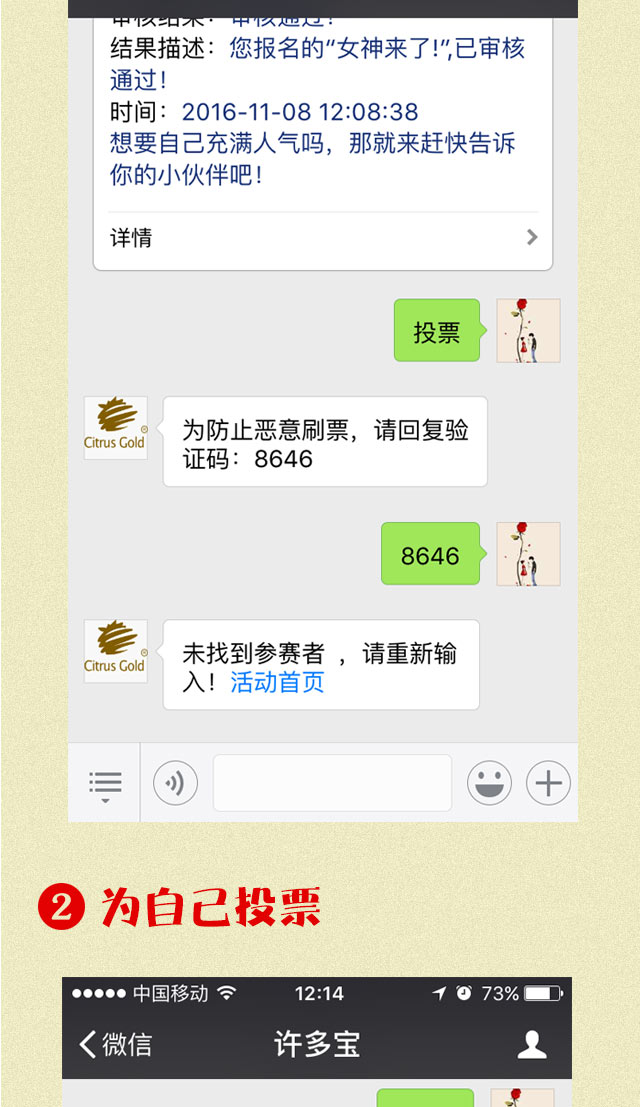 审核结果：审核通过！
结果描述：您报名的“女神来了!”,已审核
通过！
时间：2016-11-08 12:08:38
想要自己充满人气吗，那就来赶快告诉
你的小伙伴吧！
详情
投票
Citrus Gold
®
为防止恶意刷票，请回复验
证码：8646
8646
Citrus Gold
®
未找到参赛者 ，请重新输
入！活动首页
2 为自己投票
中国移动 12:14 73%
微信 许多宝